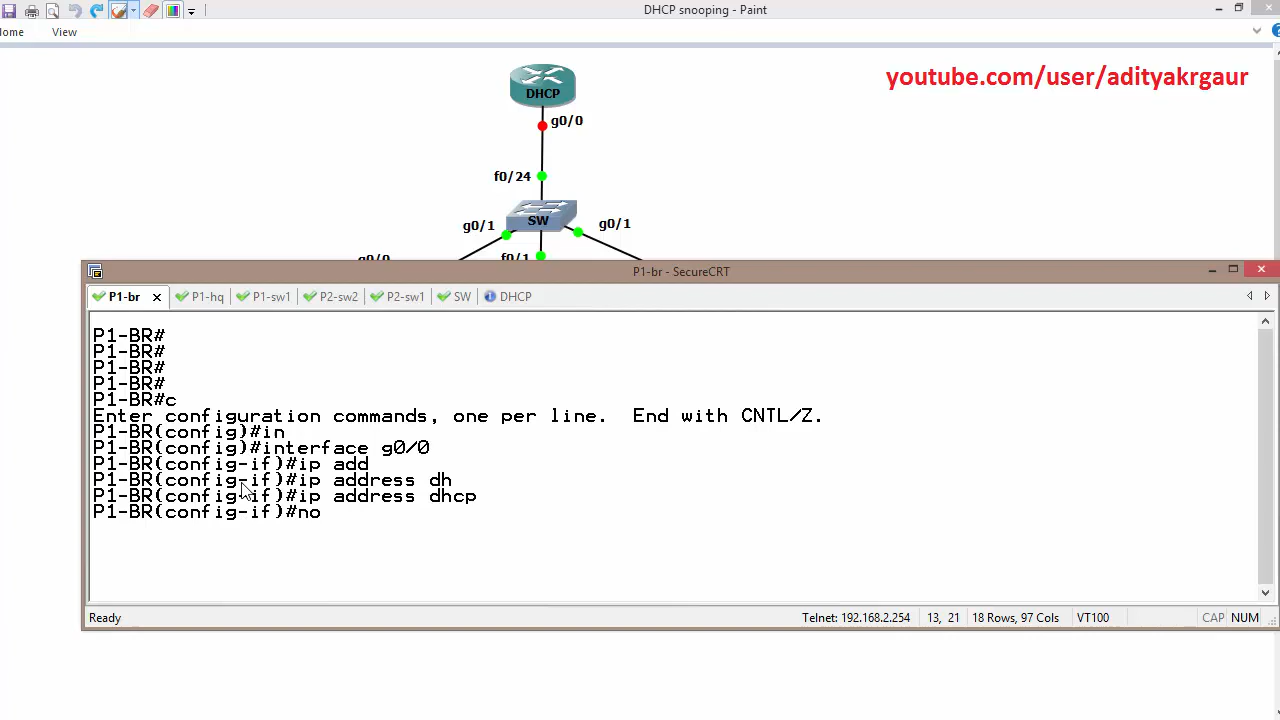 DHCP snooping - Paint
ome View
youtube.com/user/adityakrgaur
DHCP
g0/0
f0/24
SW
g0/1
g0/1
g0/0
f0/1
P1-br - SecureCRT
P1-br P1-hq P1-sw1 P2-sw2 P2-sw1 SW DHCP
P1-BR#
P1-BR#
P1-BR#
P1-BR#
P1-BR#c
Enter configuration commands, one per line. End with CNTL/Z.
P1-BR(config)#in
P1-BR(config)#interface g0/0
P1-BR(config-if)#ip add
P1-BR(config-if)#ip address dh
P1-BR(config-if)#ip address dhcp
P1-BR(config-if)#no
Ready Telnet: 192.168.2.254 13, 21 18 Rows, 97 Cols VT100 CAP NUM